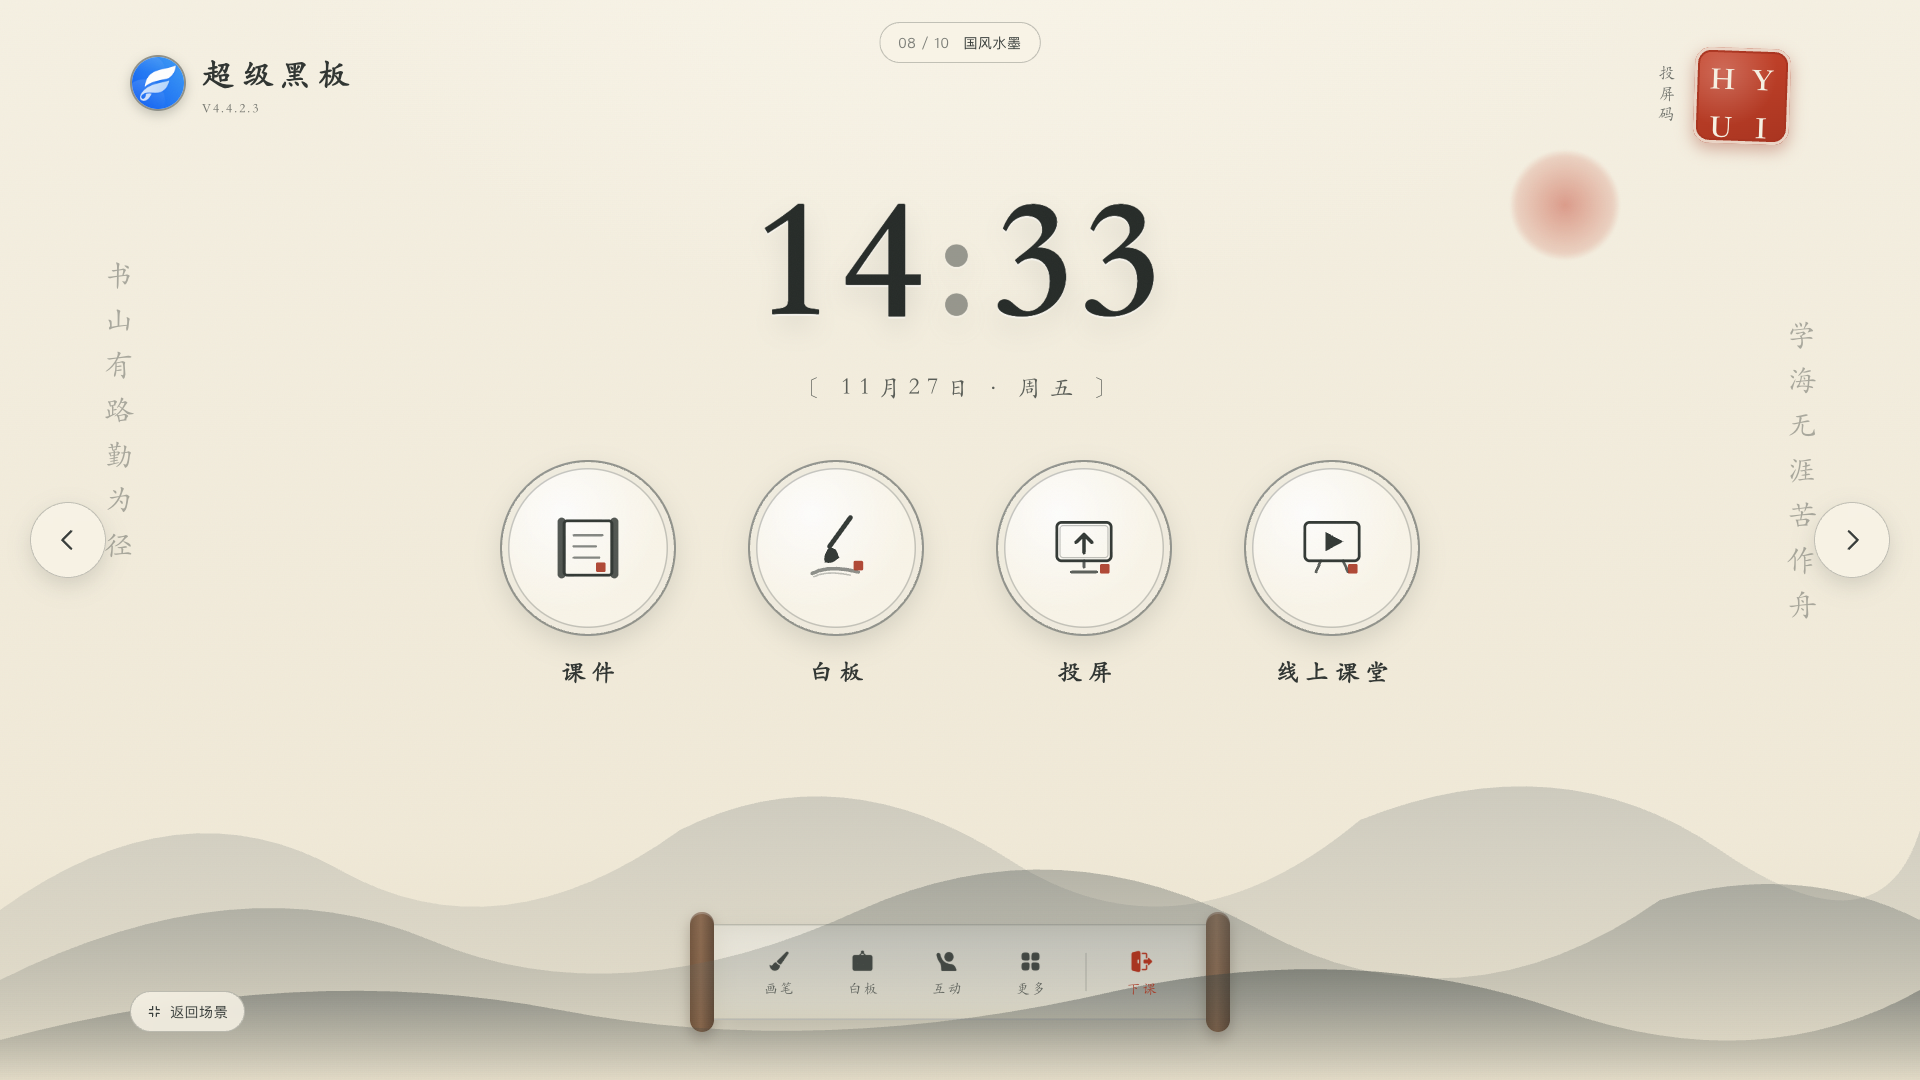 08 / 10 国风水墨
超级黑板
V4.4.2.3
投屏码
H Y
U I
14:33
〔 11月27日 · 周五 〕
书山有路勤为径
学海无涯苦作舟
课件
白板
投屏
线上课堂
画笔
白板
互动
更多
下课
返回场景